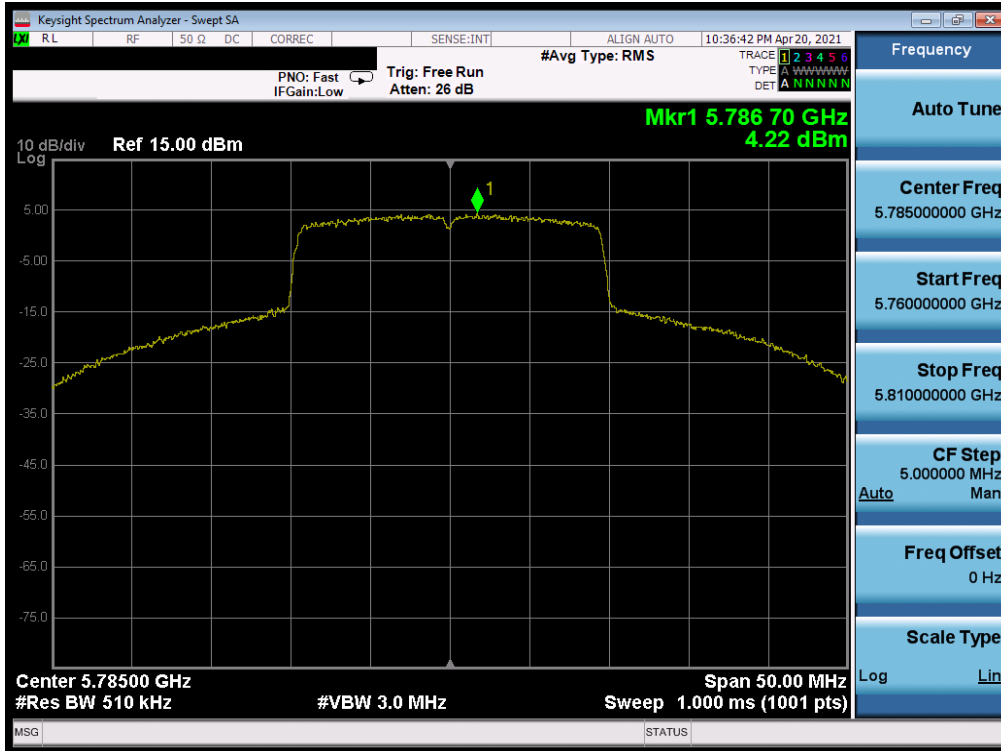 Keysight Spectrum Analyzer - Swept SA
LXI RL RF 50 Ω DC CORREC SENSE:INT ALIGN AUTO 10:36:42 PM Apr 20, 2021
#Avg Type: RMS
TRACE 1 2 3 4 5 6
PNO: Fast Trig: Free Run
TYPE A WWWWW
IFGain:Low Atten: 26 dB
DET A N N N N N
Mkr1 5.786 70 GHz
4.22 dBm
10 dB/div Ref 15.00 dBm
Log
1
5.00
-5.00
-15.0
-25.0
-35.0
-45.0
-55.0
-65.0
-75.0
Center 5.78500 GHz Span 50.00 MHz
#Res BW 510 kHz #VBW 3.0 MHz Sweep 1.000 ms (1001 pts)
MSG STATUS
Frequency
Auto Tune
Center Freq
5.785000000 GHz
Start Freq
5.760000000 GHz
Stop Freq
5.810000000 GHz
CF Step
5.000000 MHz
Auto Man
Freq Offset
0 Hz
Scale Type
Log Lin